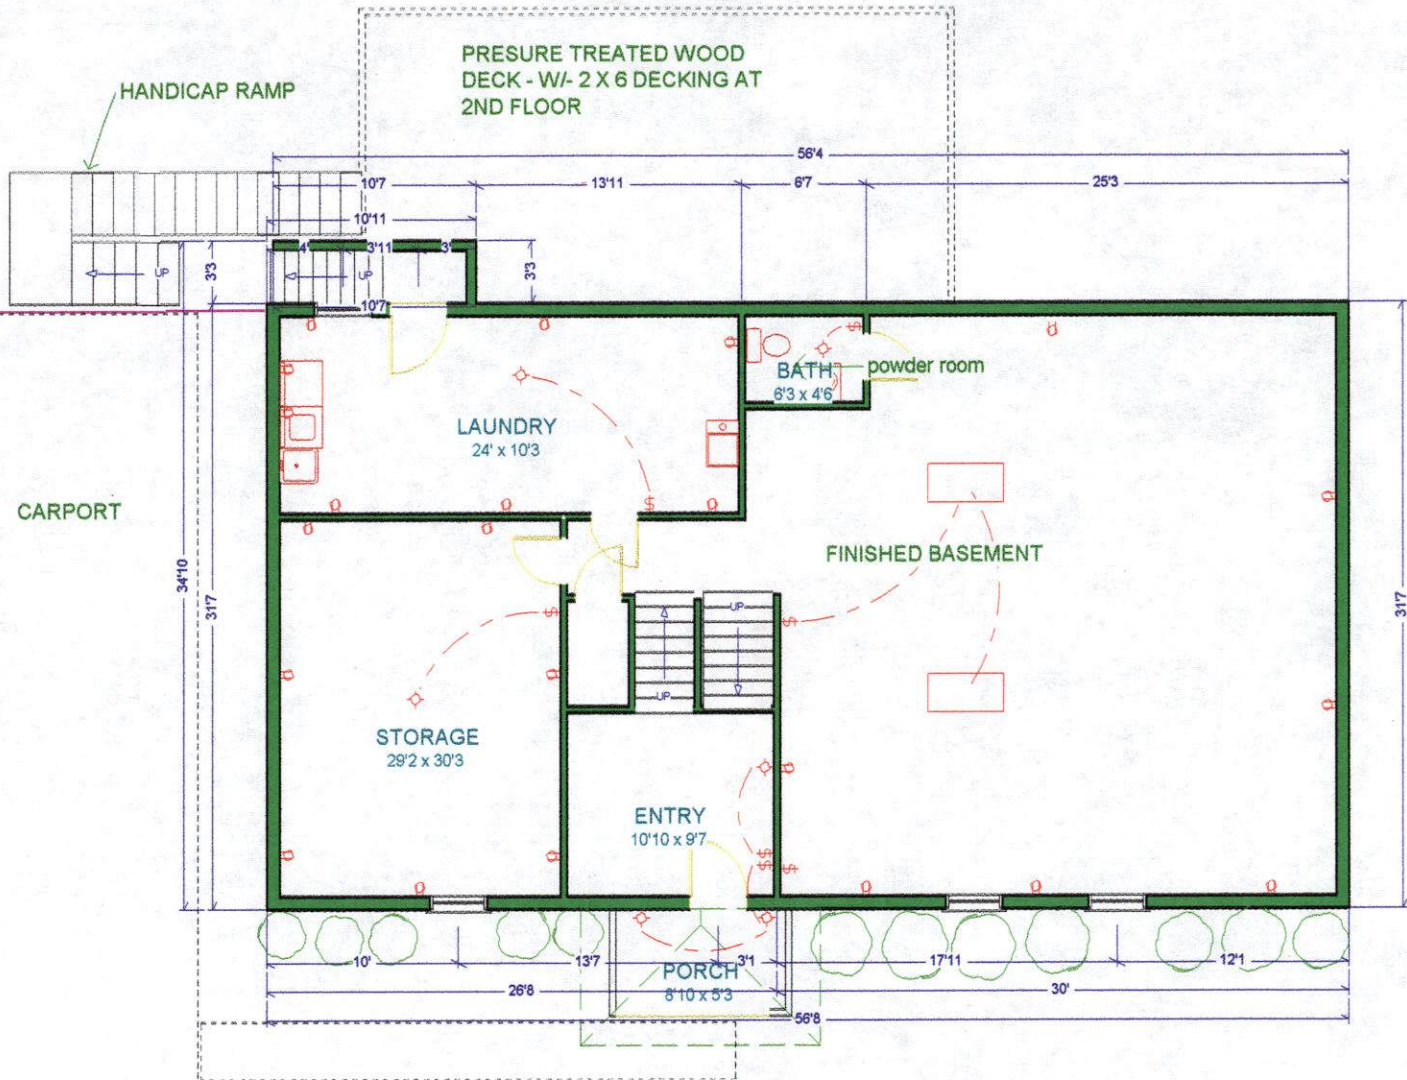 PRESURE TREATED WOOD
DECK - W/- 2 X 6 DECKING AT
2ND FLOOR
HANDICAP RAMP
56'4
10'7
13'11
6'7
25'3
10'11
4'
3'11
3'
3'3
3'3
UP
UP
10'7
BATH
6'3 x 4'6
powder room
LAUNDRY
24' x 10'3
CARPORT
FINISHED BASEMENT
34'10
31'7
31'7
UP
UP
STORAGE
29'2 x 30'3
ENTRY
10'10 x 9'7
10'
13'7
3'1
17'11
12'1
PORCH
8'10 x 5'3
26'8
30'
56'8
$
$
$
$
$
$
$